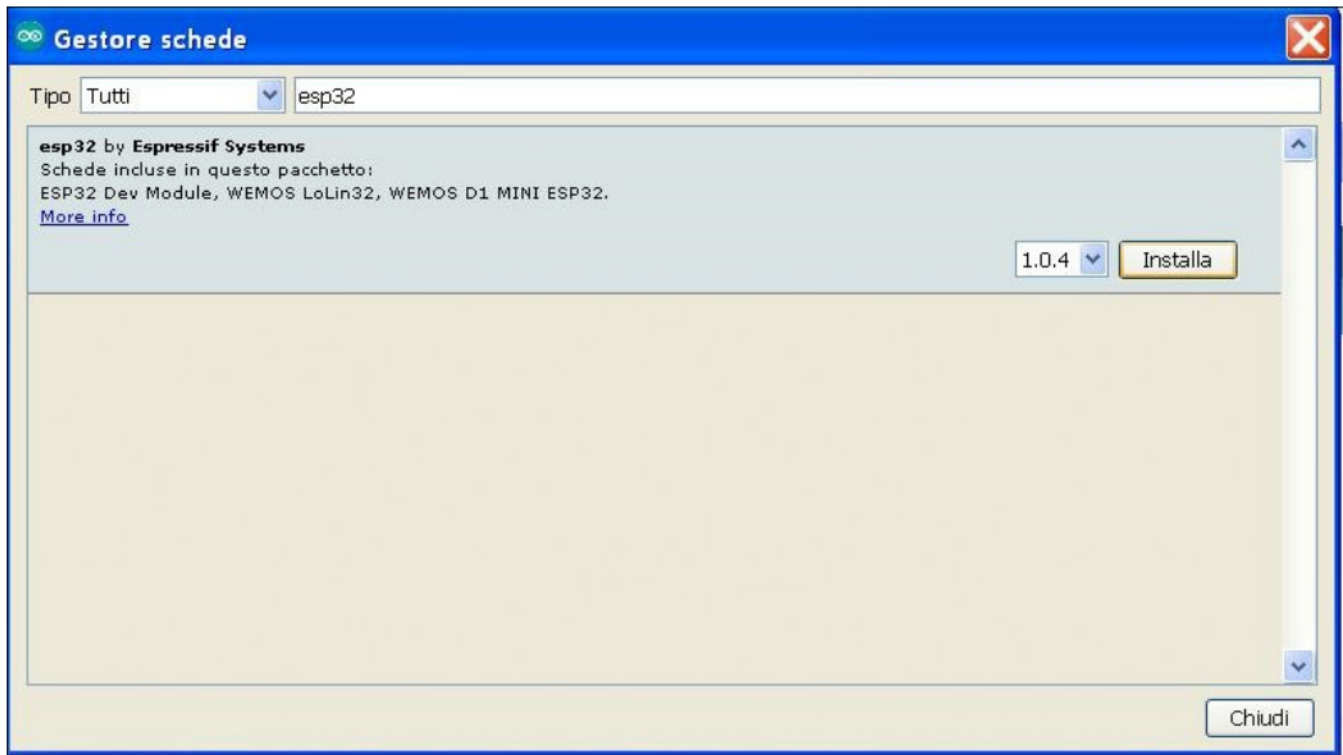 Gestore schede
Tipo Tutti esp32
esp32 by Espressif Systems
Schede incluse in questo pacchetto:
ESP32 Dev Module, WEMOS LoLin32, WEMOS D1 MINI ESP32.
More info
1.0.4 Installa
Chiudi